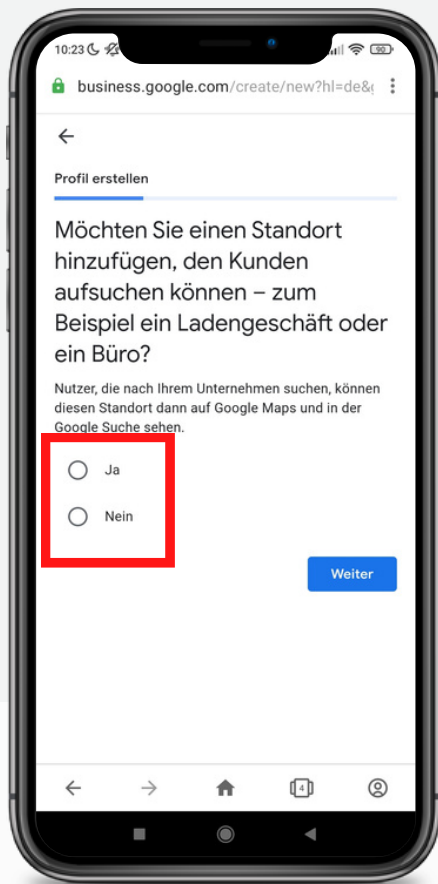 10:23
90
business.google.com/create/new?hl=de&
Profil erstellen
Möchten Sie einen Standort
hinzufügen, den Kunden
aufsuchen können – zum
Beispiel ein Ladengeschäft oder
ein Büro?
Nutzer, die nach Ihrem Unternehmen suchen, können
diesen Standort dann auf Google Maps und in der
Google Suche sehen.
Ja
Nein
Weiter
4